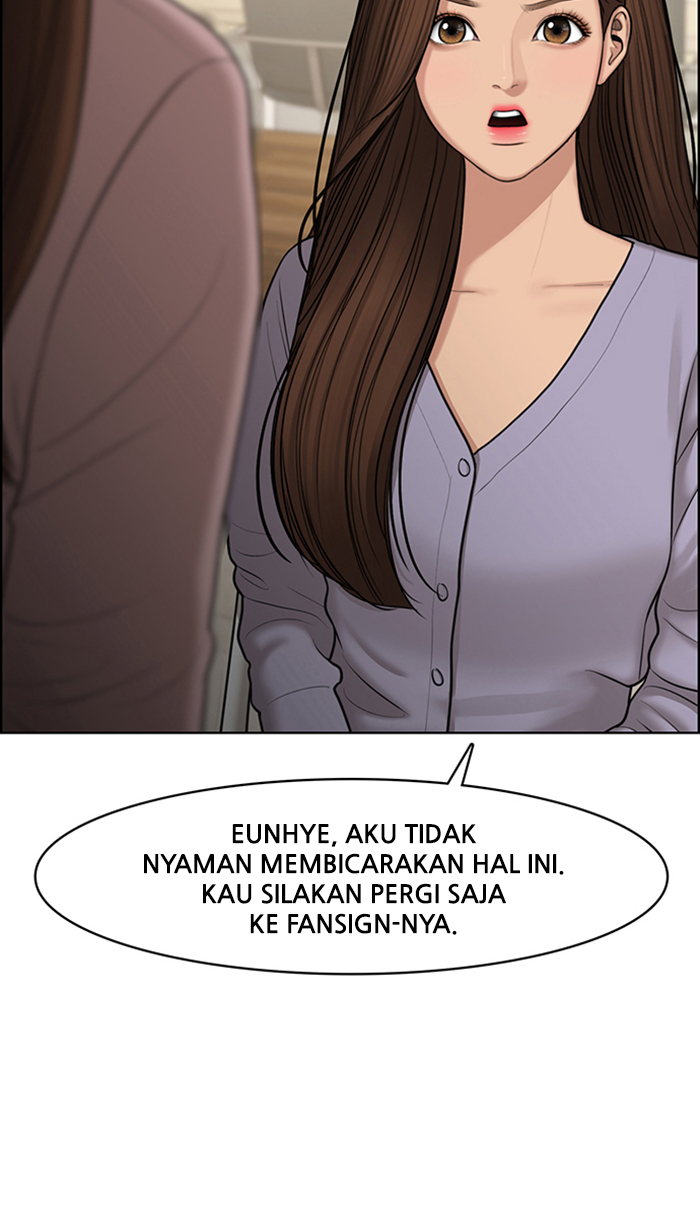 EUNHYE, AKU TIDAK
NYAMAN MEMBICARAKAN HAL INI.
KAU SILAKAN PERGI SAJA
KE FANSIGN-NYA.